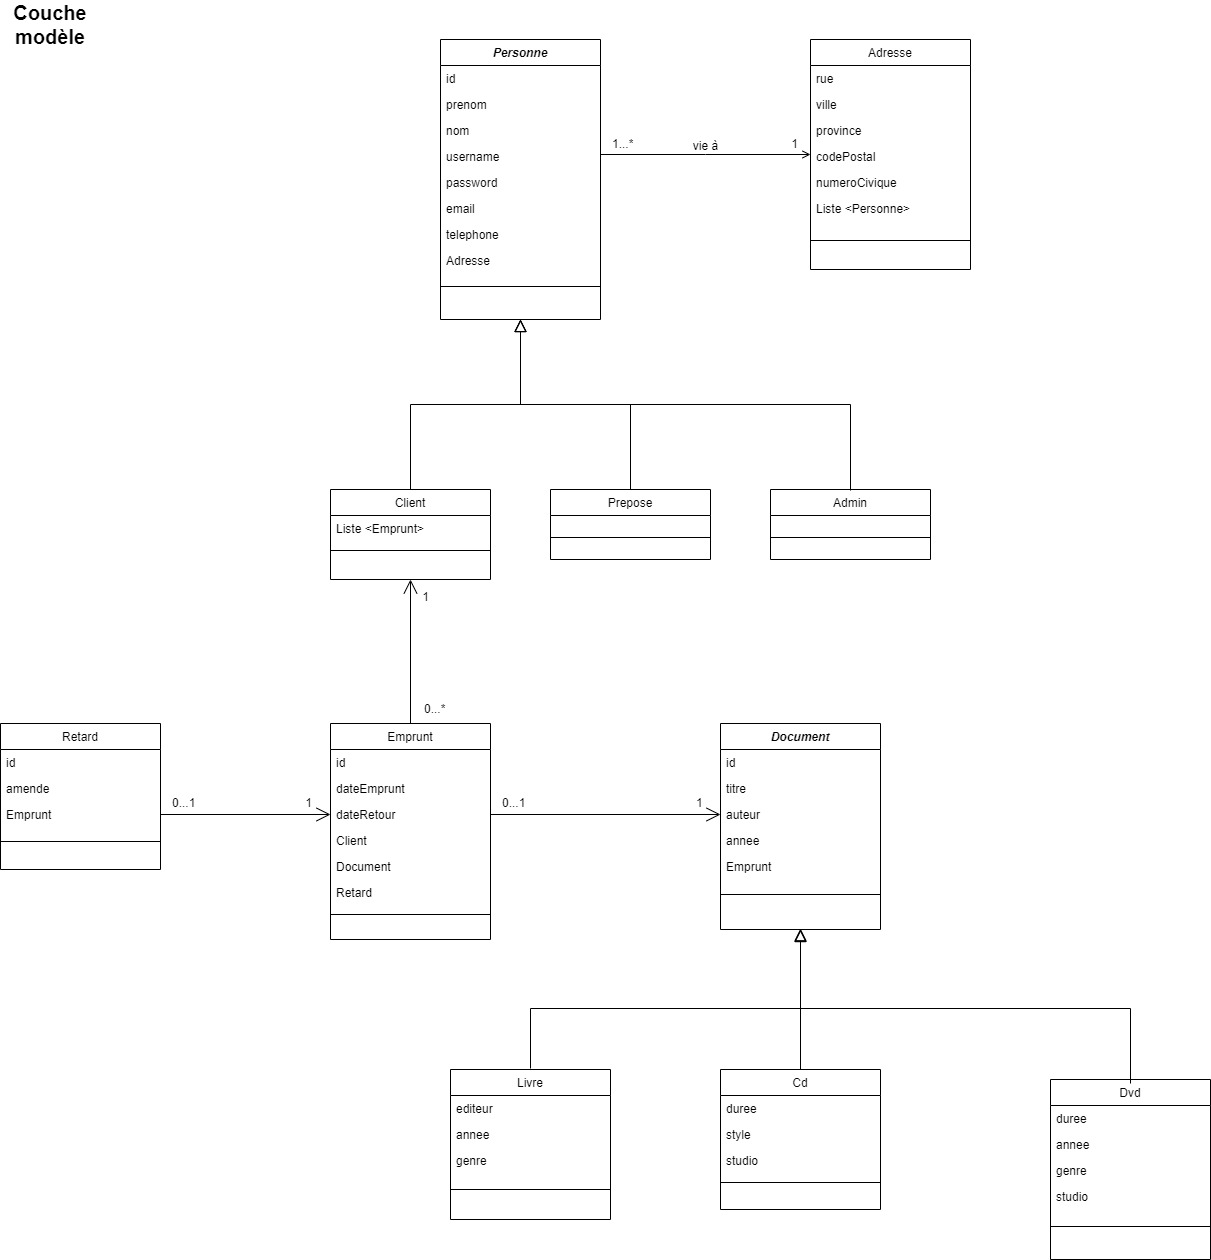 Couche
modèle
Personne
id
prenom
nom
username
password
email
telephone
Adresse
1...*
vie à
1
Adresse
rue
ville
province
codePostal
numeroCivique
Liste <Personne>
Client
Liste <Emprunt>
Prepose
Admin
1
0...*
Retard
id
amende
Emprunt
0...1
1
Emprunt
id
dateEmprunt
dateRetour
Client
Document
Retard
0...1
1
Document
id
titre
auteur
annee
Emprunt
Livre
editeur
annee
genre
Cd
duree
style
studio
Dvd
duree
annee
genre
studio